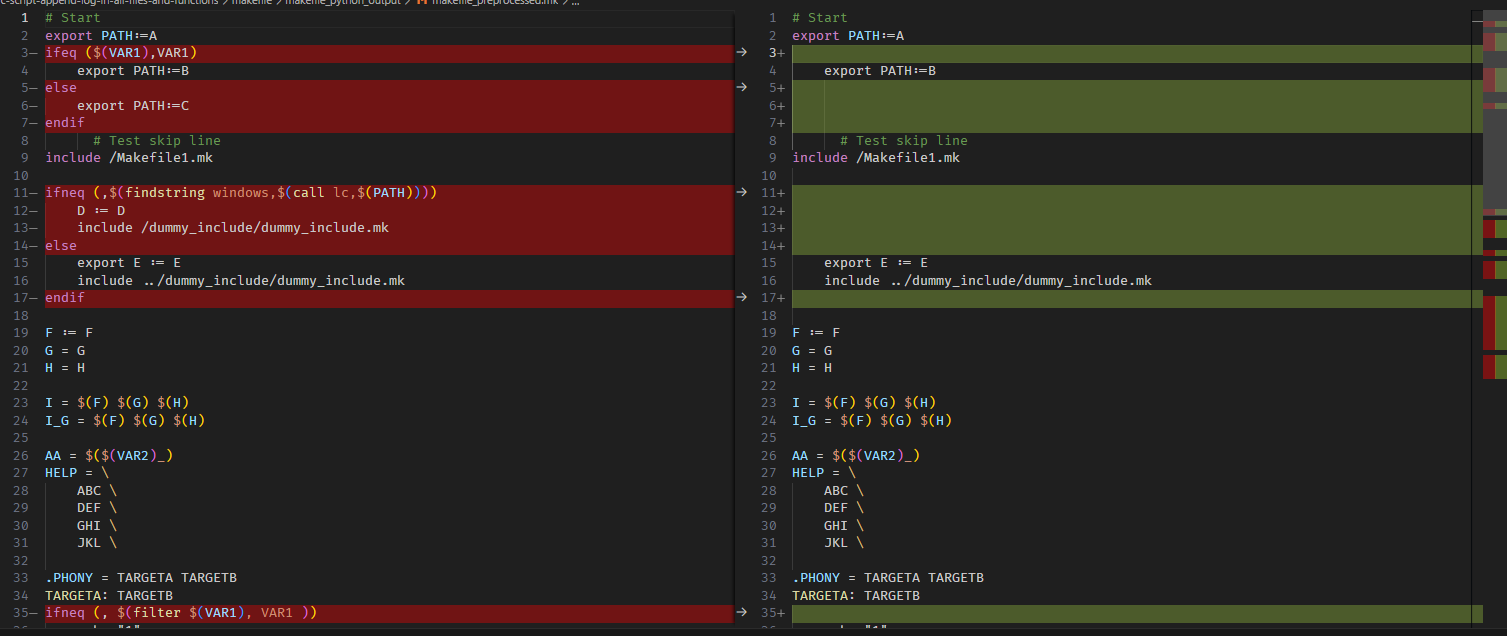 c-script-append-log-in-all-files-and-functions / makefile / makefile_python_output / makefile_preprocessed.mk / ...
1 # Start
2 export PATH:=A
3− ifeq ($(VAR1),VAR1)
4 export PATH:=B
5− else
6− export PATH:=C
7− endif
8 # Test skip line
9 include /Makefile1.mk
10
11− ifneq (,$(findstring windows,$(call lc,$(PATH))))
12− D := D
13− include /dummy_include/dummy_include.mk
14− else
15 export E := E
16 include ../dummy_include/dummy_include.mk
17− endif
18
19 F := F
20 G = G
21 H = H
22
23 I = $(F) $(G) $(H)
24 I_G = $(F) $(G) $(H)
25
26 AA = $($(VAR2)_)
27 HELP = \
28 ABC \
29 DEF \
30 GHI \
31 JKL \
32
33 .PHONY = TARGETA TARGETB
34 TARGETA: TARGETB
35− ifneq (, $(filter $(VAR1), VAR1 ))
1 # Start
2 export PATH:=A
3+
4 export PATH:=B
5+
6+
7+
8 # Test skip line
9 include /Makefile1.mk
10
11+
12+
13+
14+
15 export E := E
16 include ../dummy_include/dummy_include.mk
17+
18
19 F := F
20 G = G
21 H = H
22
23 I = $(F) $(G) $(H)
24 I_G = $(F) $(G) $(H)
25
26 AA = $($(VAR2)_)
27 HELP = \
28 ABC \
29 DEF \
30 GHI \
31 JKL \
32
33 .PHONY = TARGETA TARGETB
34 TARGETA: TARGETB
35+